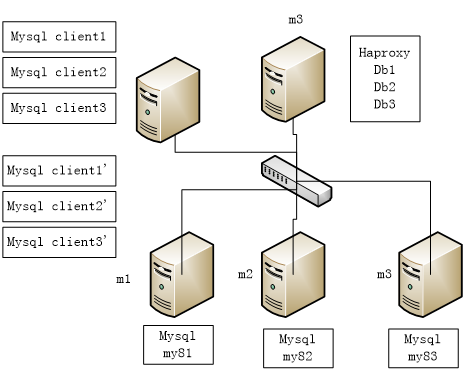 Mysql client1
Mysql client2
Mysql client3
m3
Haproxy
Db1
Db2
Db3
Mysql client1'
Mysql client2'
Mysql client3'
m1
m2
m3
Mysql
my81
Mysql
my82
Mysql
my83